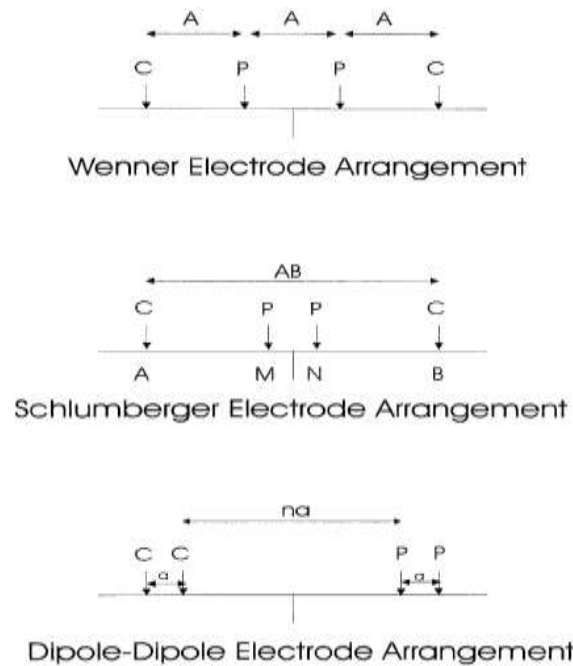 A A A
C P P C
Wenner Electrode Arrangement
AB
C P P C
A M N B
Schlumberger Electrode Arrangement
na
C C P P
a a
Dipole-Dipole Electrode Arrangement